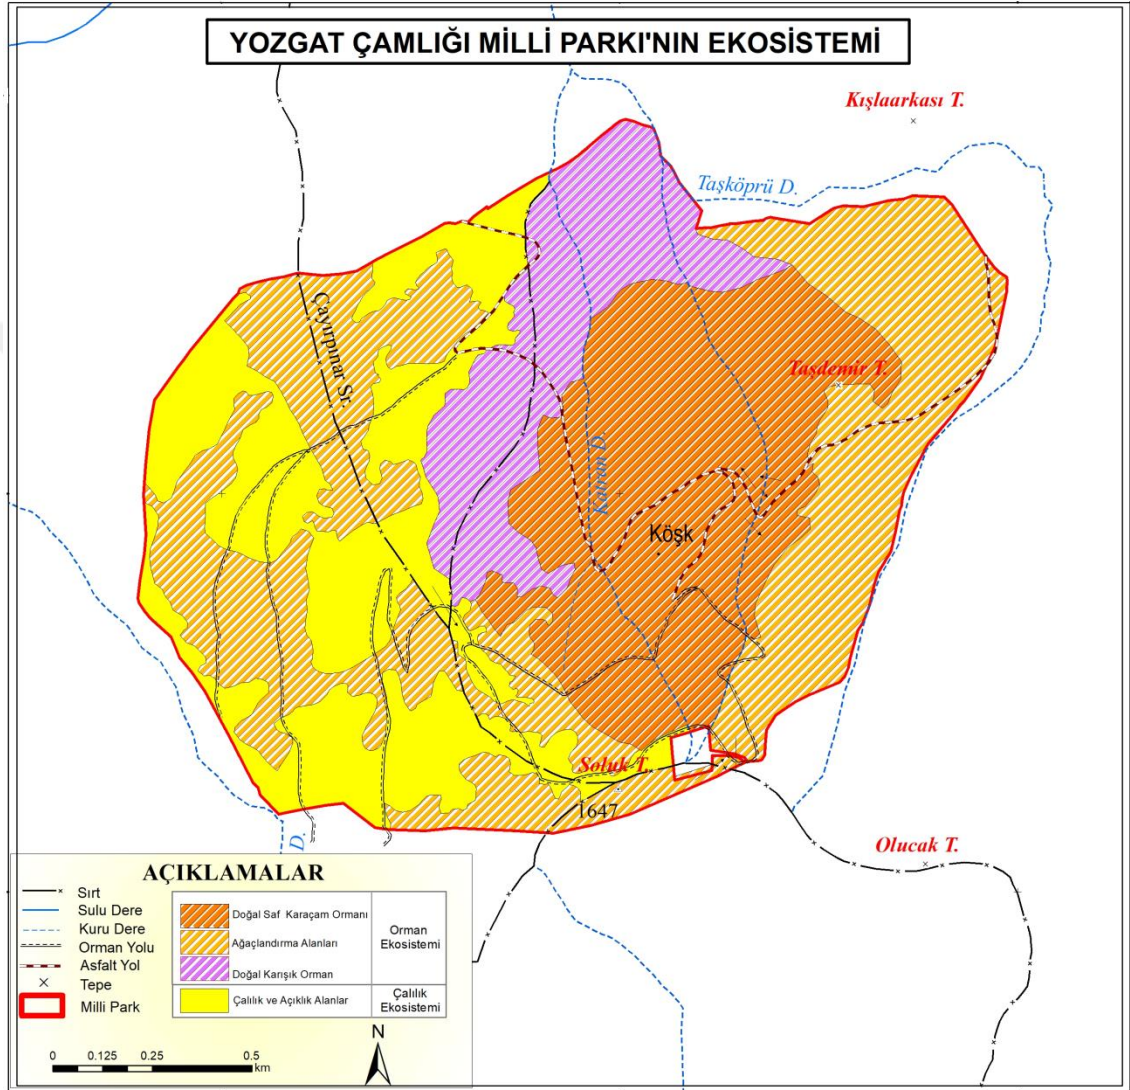 YOZGAT ÇAMLIĞI MİLLİ PARKI'NIN EKOSİSTEMİ
Kışlaarkası T.
Taşköprü D.
Çayırpınar Sr.
Taşdemir T.
D.
Köşk
Soluk T.
1647
Olucak T.
D.
AÇIKLAMALAR
Sırt
Sulu Dere
Kuru Dere
Orman Yolu
Asfalt Yol
Tepe
Milli Park
Doğal Saf Karaçam Ormanı
Ağaçlandırma Alanları
Doğal Karışık Orman
Orman
Ekosistemi
Çalılık ve Açıklık Alanlar
Çalılık
Ekosistemi
N
0 0.125 0.25 0.5
km